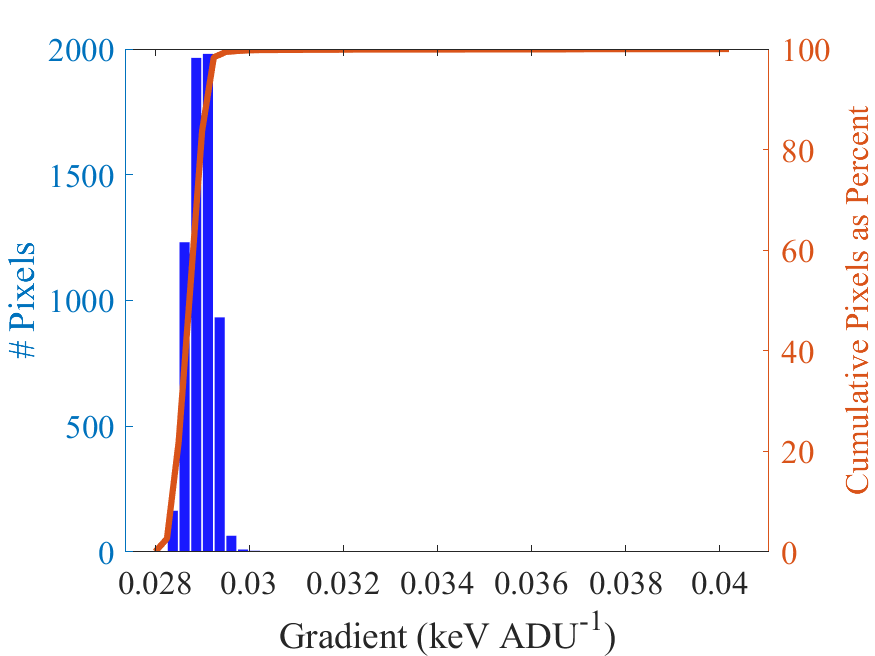 2000
1500
1000
500
0
# Pixels
100
80
60
40
20
0
Cumulative Pixels as Percent
0.028 0.03 0.032 0.034 0.036 0.038 0.04
Gradient (keV ADU⁻¹)